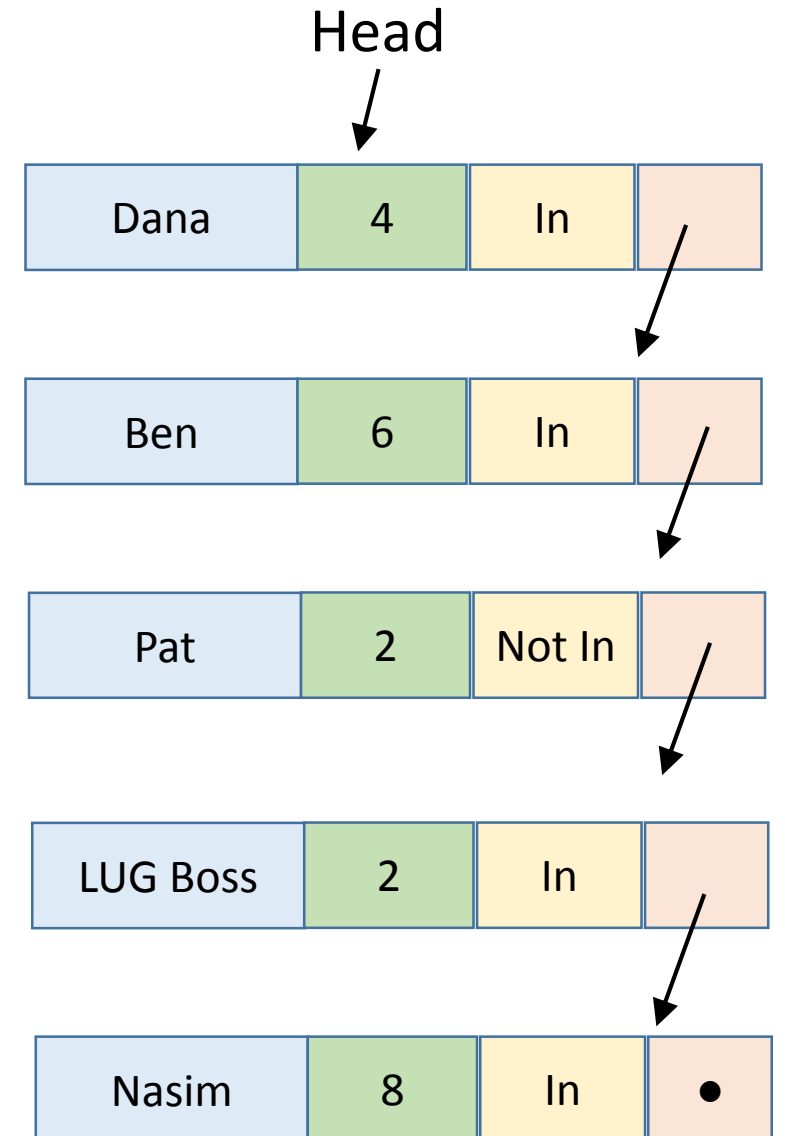 Head
Dana 4 In
Ben 6 In
Pat 2 Not In
LUG Boss 2 In
Nasim 8 In